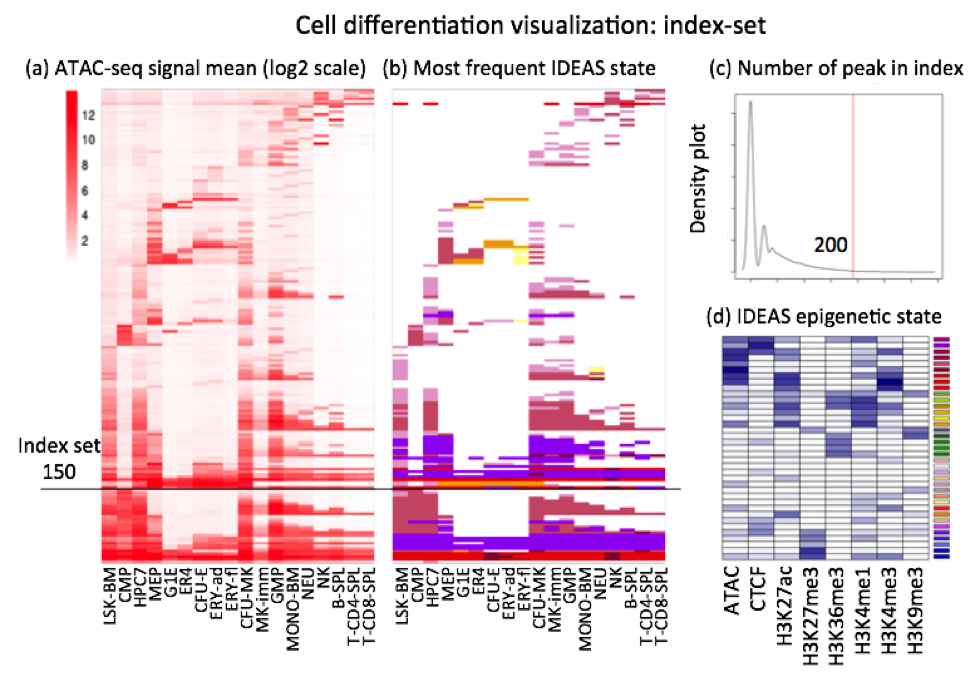 Cell differentiation visualization: index-set
(a) ATAC-seq signal mean (log2 scale)
(b) Most frequent IDEAS state
(c) Number of peak in index
12
10
8
6
4
2
Index set
150
LSK-BM
CMP
HPC7
MEP
G1E
ER4
CFU-E
ERY-ad
ERY-fl
CFU-MK
MK-imm
GMP
MONO-BM
NEU
NK
B-SPL
T-CD4-SPL
T-CD8-SPL
LSK-BM
CMP
HPC7
MEP
G1E
ER4
CFU-E
ERY-ad
ERY-fl
CFU-MK
MK-imm
GMP
MONO-BM
NEU
NK
B-SPL
T-CD4-SPL
T-CD8-SPL
Density plot
200
(d) IDEAS epigenetic state
ATAC
CTCF
H3K27ac
H3K27me3
H3K36me3
H3K4me1
H3K4me3
H3K9me3